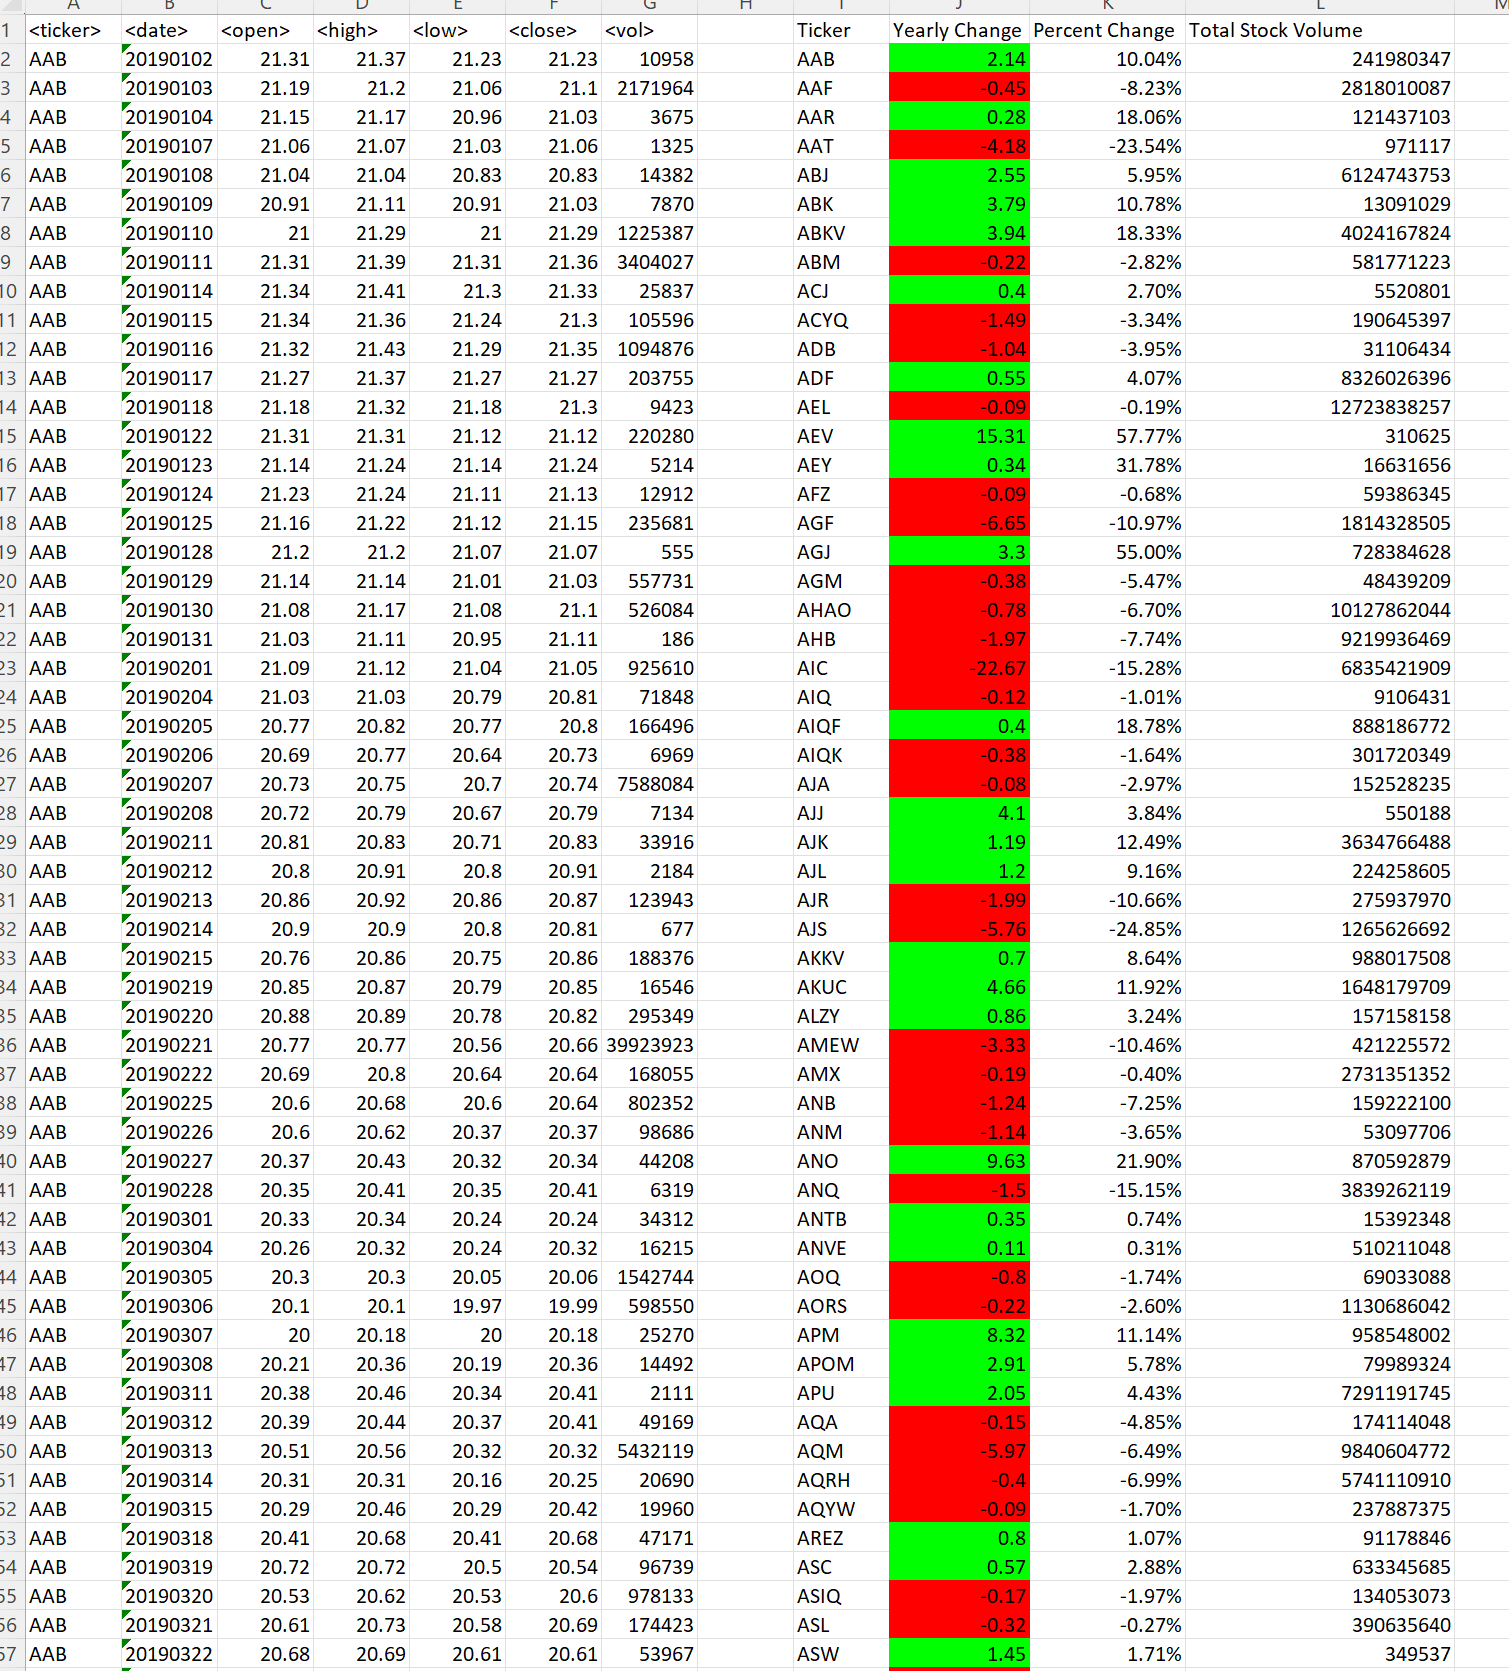 A B C D E F G H I J K L M
1 <ticker> <date> <open> <high> <low> <close> <vol> Ticker Yearly Change Percent Change Total Stock Volume
2 AAB 20190102 21.31 21.37 21.23 21.23 10958 AAB 2.14 10.04% 241980347
3 AAB 20190103 21.19 21.2 21.06 21.1 2171964 AAF -0.45 -8.23% 2818010087
4 AAB 20190104 21.15 21.17 20.96 21.03 3675 AAR 0.28 18.06% 121437103
5 AAB 20190107 21.06 21.07 21.03 21.06 1325 AAT -4.18 -23.54% 971117
6 AAB 20190108 21.04 21.04 20.83 20.83 14382 ABJ 2.55 5.95% 6124743753
7 AAB 20190109 20.91 21.11 20.91 21.03 7870 ABK 3.79 10.78% 13091029
8 AAB 20190110 21 21.29 21 21.29 1225387 ABKV 3.94 18.33% 4024167824
9 AAB 20190111 21.31 21.39 21.31 21.36 3404027 ABM -0.22 -2.82% 581771223
10 AAB 20190114 21.34 21.41 21.3 21.33 25837 ACJ 0.4 2.70% 5520801
11 AAB 20190115 21.34 21.36 21.24 21.3 105596 ACYQ -1.49 -3.34% 190645397
12 AAB 20190116 21.32 21.43 21.29 21.35 1094876 ADB -1.04 -3.95% 31106434
13 AAB 20190117 21.27 21.37 21.27 21.27 203755 ADF 0.55 4.07% 8326026396
14 AAB 20190118 21.18 21.32 21.18 21.3 9423 AEL -0.09 -0.19% 12723838257
15 AAB 20190122 21.31 21.31 21.12 21.12 220280 AEV 15.31 57.77% 310625
16 AAB 20190123 21.14 21.24 21.14 21.24 5214 AEY 0.34 31.78% 16631656
17 AAB 20190124 21.23 21.24 21.11 21.13 12912 AFZ -0.09 -0.68% 59386345
18 AAB 20190125 21.16 21.22 21.12 21.15 235681 AGF -6.65 -10.97% 1814328505
19 AAB 20190128 21.2 21.2 21.07 21.07 555 AGJ 3.3 55.00% 728384628
20 AAB 20190129 21.14 21.14 21.01 21.03 557731 AGM -0.38 -5.47% 48439209
21 AAB 20190130 21.08 21.17 21.08 21.1 526084 AHAO -0.78 -6.70% 10127862044
22 AAB 20190131 21.03 21.11 20.95 21.11 186 AHB -1.97 -7.74% 9219936469
23 AAB 20190201 21.09 21.12 21.04 21.05 925610 AIC -22.67 -15.28% 6835421909
24 AAB 20190204 21.03 21.03 20.79 20.81 71848 AIQ -0.12 -1.01% 9106431
25 AAB 20190205 20.77 20.82 20.77 20.8 166496 AIQF 0.4 18.78% 888186772
26 AAB 20190206 20.69 20.77 20.64 20.73 6969 AIQK -0.38 -1.64% 301720349
27 AAB 20190207 20.73 20.75 20.7 20.74 7588084 AJA -0.08 -2.97% 152528235
28 AAB 20190208 20.72 20.79 20.67 20.79 7134 AJJ 4.1 3.84% 550188
29 AAB 20190211 20.81 20.83 20.71 20.83 33916 AJK 1.19 12.49% 3634766488
30 AAB 20190212 20.8 20.91 20.8 20.91 2184 AJL 1.2 9.16% 224258605
31 AAB 20190213 20.86 20.92 20.86 20.87 123943 AJR -1.99 -10.66% 275937970
32 AAB 20190214 20.9 20.9 20.8 20.81 677 AJS -5.76 -24.85% 1265626692
33 AAB 20190215 20.76 20.86 20.75 20.86 188376 AKKV 0.7 8.64% 988017508
34 AAB 20190219 20.85 20.87 20.79 20.85 16546 AKUC 4.66 11.92% 1648179709
35 AAB 20190220 20.88 20.89 20.78 20.82 295349 ALZY 0.86 3.24% 157158158
36 AAB 20190221 20.77 20.77 20.56 20.66 39923923 AMEW -3.33 -10.46% 421225572
37 AAB 20190222 20.69 20.8 20.64 20.64 168055 AMX -0.19 -0.40% 2731351352
38 AAB 20190225 20.6 20.68 20.6 20.64 802352 ANB -1.24 -7.25% 159222100
39 AAB 20190226 20.6 20.62 20.37 20.37 98686 ANM -1.14 -3.65% 53097706
40 AAB 20190227 20.37 20.43 20.32 20.34 44208 ANO 9.63 21.90% 870592879
41 AAB 20190228 20.35 20.41 20.35 20.41 6319 ANQ -1.5 -15.15% 3839262119
42 AAB 20190301 20.33 20.34 20.24 20.24 34312 ANTB 0.35 0.74% 15392348
43 AAB 20190304 20.26 20.32 20.24 20.32 16215 ANVE 0.11 0.31% 510211048
44 AAB 20190305 20.3 20.3 20.05 20.06 1542744 AOQ -0.8 -1.74% 69033088
45 AAB 20190306 20.1 20.1 19.97 19.99 598550 AORS -0.22 -2.60% 1130686042
46 AAB 20190307 20 20.18 20 20.18 25270 APM 8.32 11.14% 958548002
47 AAB 20190308 20.21 20.36 20.19 20.36 14492 APOM 2.91 5.78% 79989324
48 AAB 20190311 20.38 20.46 20.34 20.41 2111 APU 2.05 4.43% 7291191745
49 AAB 20190312 20.39 20.44 20.37 20.41 49169 AQA -0.15 -4.85% 174114048
50 AAB 20190313 20.51 20.56 20.32 20.32 5432119 AQM -5.97 -6.49% 9840604772
51 AAB 20190314 20.31 20.31 20.16 20.25 20690 AQRH -0.4 -6.99% 5741110910
52 AAB 20190315 20.29 20.46 20.29 20.42 19960 AQYW -0.09 -1.70% 237887375
53 AAB 20190318 20.41 20.68 20.41 20.68 47171 AREZ 0.8 1.07% 91178846
54 AAB 20190319 20.72 20.72 20.5 20.54 96739 ASC 0.57 2.88% 633345685
55 AAB 20190320 20.53 20.62 20.53 20.6 978133 ASIQ -0.17 -1.97% 134053073
56 AAB 20190321 20.61 20.73 20.58 20.69 174423 ASL -0.32 -0.27% 390635640
57 AAB 20190322 20.68 20.69 20.61 20.61 53967 ASW 1.45 1.71% 349537